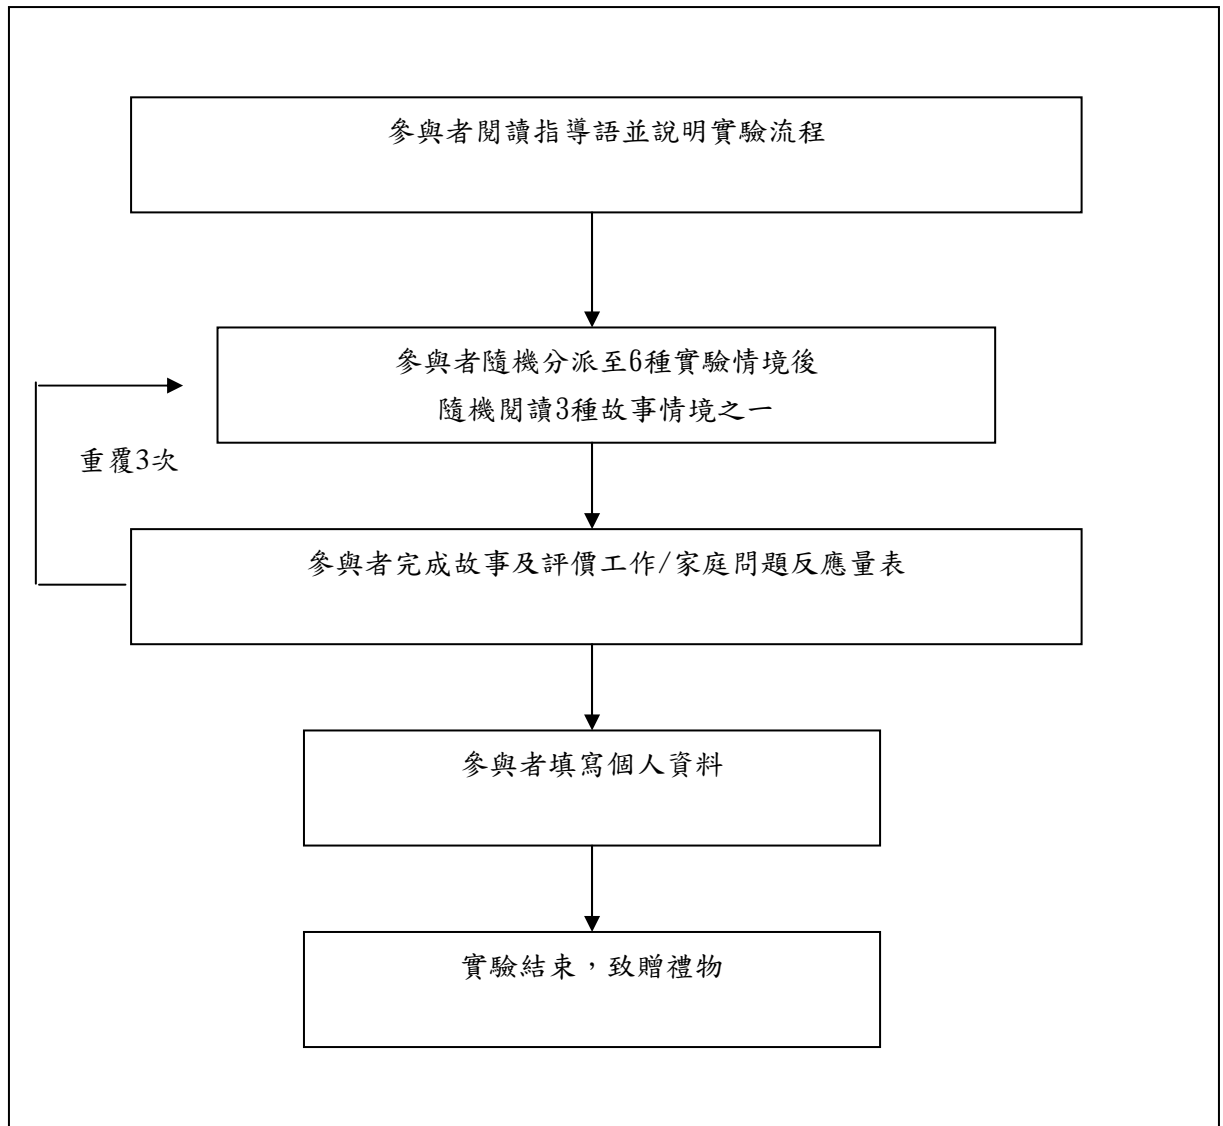 參與者閱讀指導語並說明實驗流程
參與者隨機分派至6種實驗情境後
隨機閱讀3種故事情境之一
重覆3次
參與者完成故事及評價工作/家庭問題反應量表
參與者填寫個人資料
實驗結束，致贈禮物